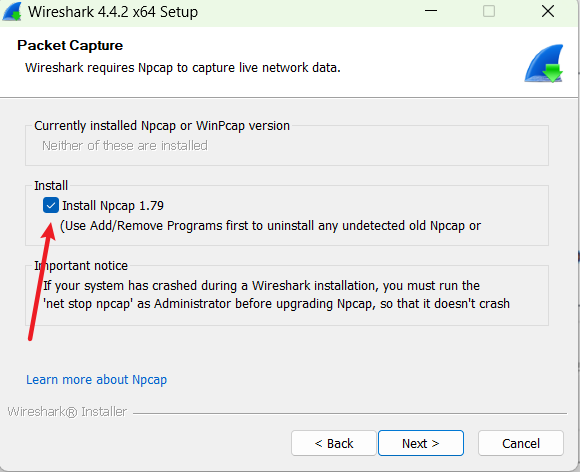 Wireshark 4.4.2 x64 Setup
Packet Capture
Wireshark requires Npcap to capture live network data.
Currently installed Npcap or WinPcap version
Neither of these are installed
Install
Install Npcap 1.79
(Use Add/Remove Programs first to uninstall any undetected old Npcap or
Important notice
If your system has crashed during a Wireshark installation, you must run the
'net stop npcap' as Administrator before upgrading Npcap, so that it doesn't crash
Learn more about Npcap
Wireshark® Installer
< Back
Next >
Cancel